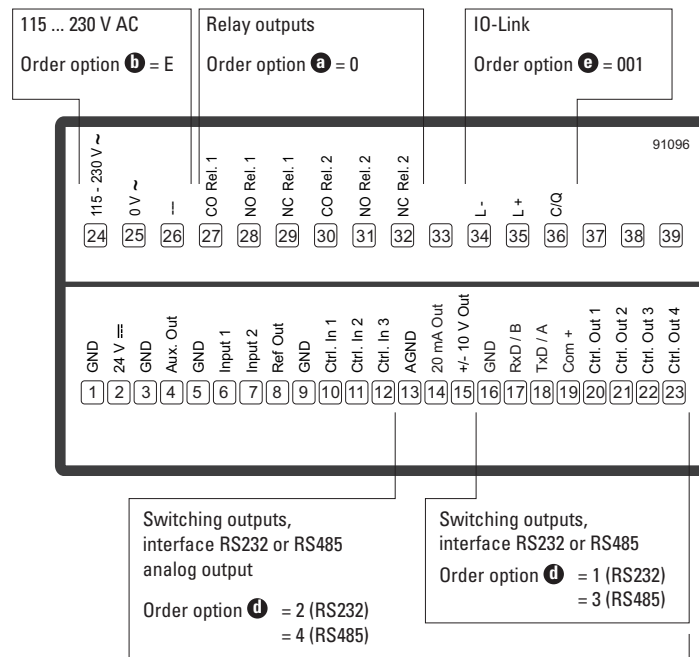 115 ... 230 V AC
Order option b = E
Relay outputs
Order option a = 0
IO-Link
Order option e = 001
91096
115 - 230 V ~
0 V ~
---
CO Rel. 1
NO Rel. 1
NC Rel. 1
CO Rel. 2
NO Rel. 2
NC Rel. 2
L -
L +
C/Q
24 25 26 27 28 29 30 31 32 33 34 35 36 37 38 39
GND
24 V ⎓
GND
Aux. Out
GND
Input 1
Input 2
Ref Out
GND
Ctrl. In 1
Ctrl. In 2
Ctrl. In 3
AGND
20 mA Out
+/- 10 V Out
GND
RxD / B
TxD / A
Com +
Ctrl. Out 1
Ctrl. Out 2
Ctrl. Out 3
Ctrl. Out 4
1 2 3 4 5 6 7 8 9 10 11 12 13 14 15 16 17 18 19 20 21 22 23
Switching outputs,
interface RS232 or RS485
analog output
Order option d = 2 (RS232)
= 4 (RS485)
Switching outputs,
interface RS232 or RS485
Order option d = 1 (RS232)
= 3 (RS485)